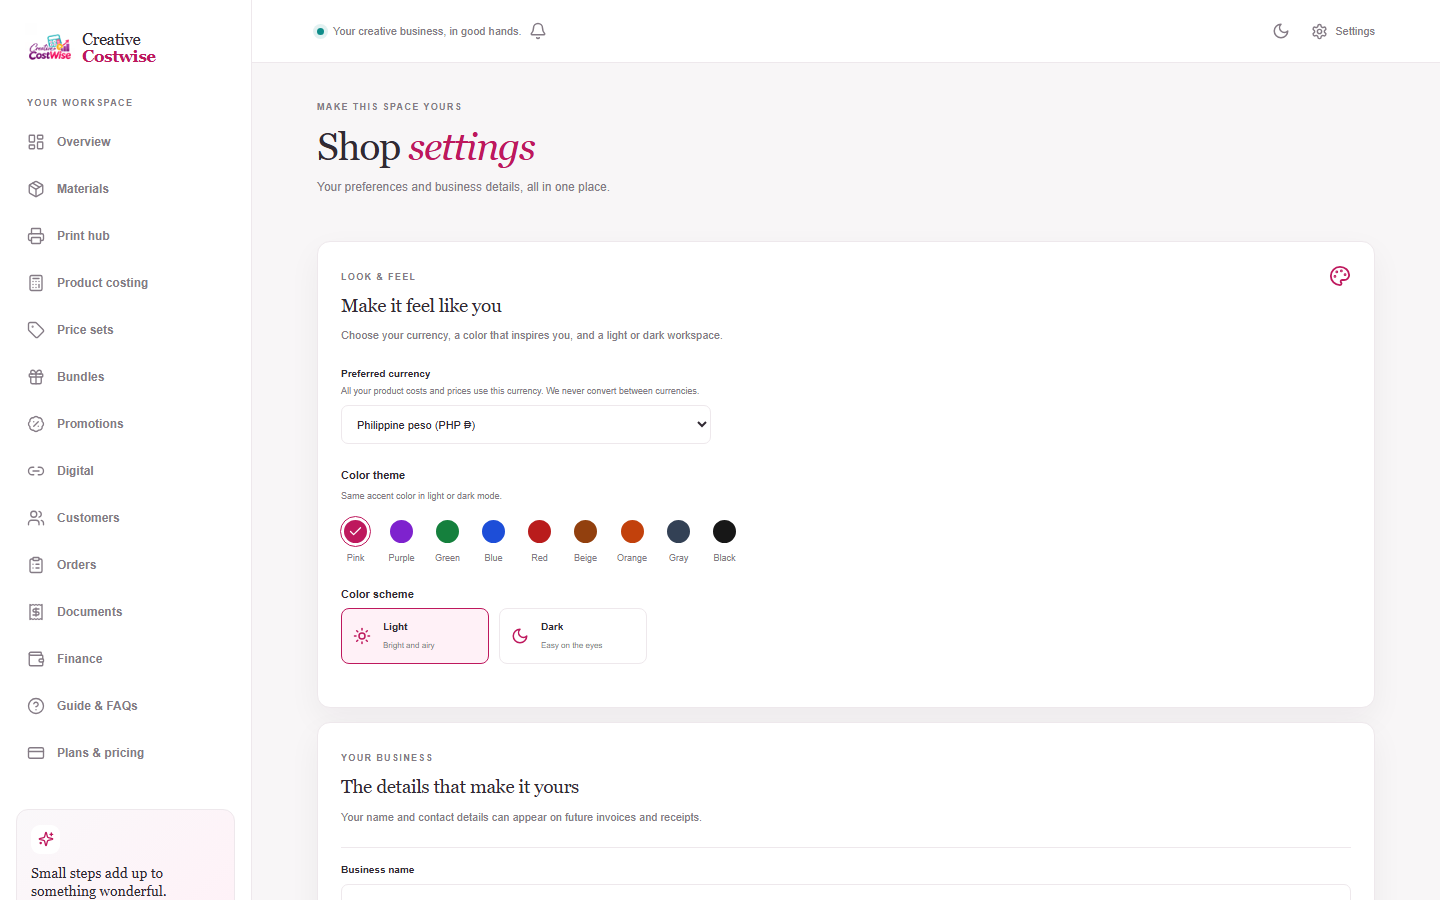 Creative
CostWise
Creative
Costwise
YOUR WORKSPACE
Overview
Materials
Print hub
Product costing
Price sets
Bundles
Promotions
Digital
Customers
Orders
Documents
Finance
Guide & FAQs
Plans & pricing
Small steps add up to
something wonderful.
Your creative business, in good hands.
Settings
MAKE THIS SPACE YOURS
Shop settings
Your preferences and business details, all in one place.
LOOK & FEEL
Make it feel like you
Choose your currency, a color that inspires you, and a light or dark workspace.
Preferred currency
All your product costs and prices use this currency. We never convert between currencies.
Philippine peso (PHP ₱)
Color theme
Same accent color in light or dark mode.
Pink Purple Green Blue Red Beige Orange Gray Black
Color scheme
Light
Bright and airy
Dark
Easy on the eyes
YOUR BUSINESS
The details that make it yours
Your name and contact details can appear on future invoices and receipts.
Business name